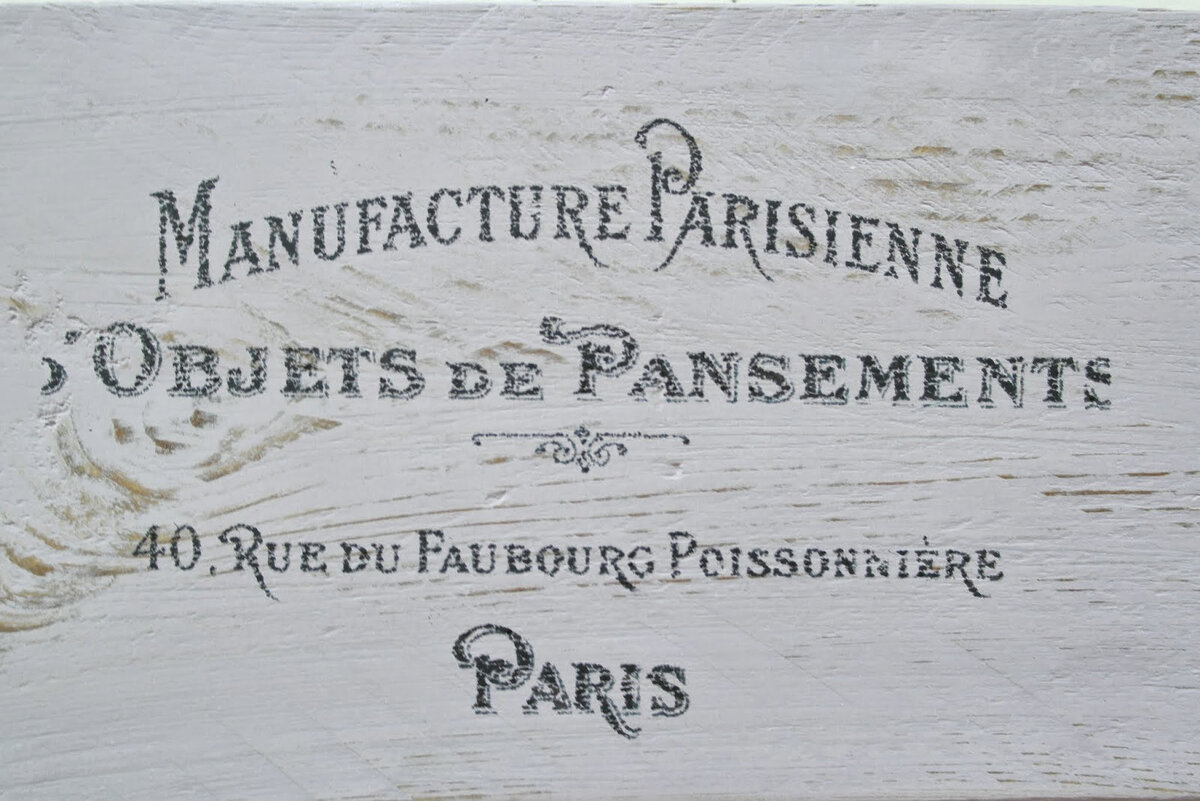 Manufacture Parisienne
d'Objets de Pansements
40, Rue du Faubourg Poissonnière
Paris